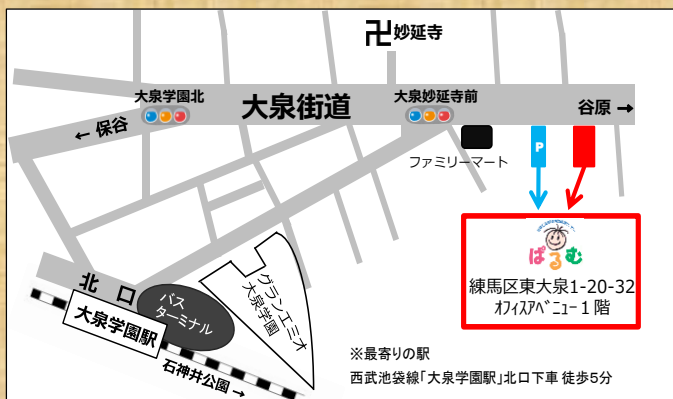 卍妙延寺
大泉学園北
大泉街道
大泉妙延寺前
谷原 →
← 保谷
P
ファミリーマート
ぱるむ
練馬区東大泉1-20-32
ｵﾌｨｽｱﾍﾞﾆｭｰ１階
北 口
バス
ターミナル
グランエミオ
大泉学園
大泉学園駅
石神井公園 →
※最寄りの駅
西武池袋線「大泉学園駅」北口下車 徒歩5分